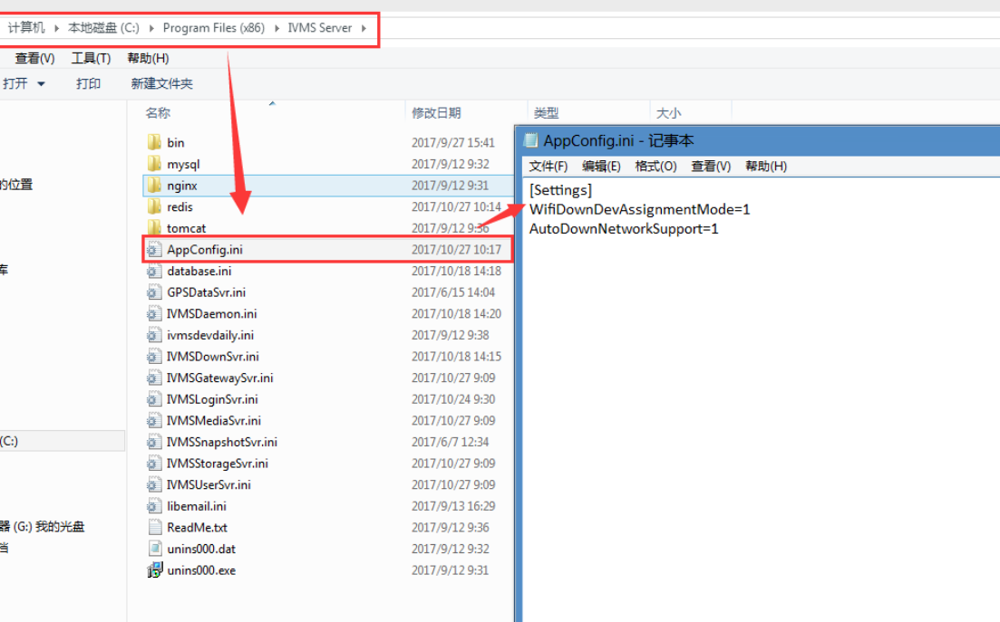 计算机 本地磁盘 (C:) Program Files (x86) IVMS Server
查看(V) 工具(T) 帮助(H)
打开 打印 新建文件夹
名称 修改日期 类型 大小
bin 2017/9/27 15:41
mysql 2017/9/12 9:32
nginx 2017/9/12 9:31
redis 2017/10/27 10:14
tomcat 2017/9/12 9:36
AppConfig.ini 2017/10/27 10:17
database.ini 2017/10/18 14:18
GPSDataSvr.ini 2017/6/15 14:04
IVMSDaemon.ini 2017/10/18 14:20
ivmsdevdaily.ini 2017/9/12 9:38
IVMSDownSvr.ini 2017/10/18 14:15
IVMSGatewaySvr.ini 2017/10/27 9:09
IVMSLoginSvr.ini 2017/10/24 9:30
IVMSMediaSvr.ini 2017/10/27 9:09
IVMSSnapshotSvr.ini 2017/6/7 12:34
IVMSStorageSvr.ini 2017/10/27 9:09
IVMSUserSvr.ini 2017/10/27 9:09
libemail.ini 2017/9/13 16:29
ReadMe.txt 2017/9/12 9:36
unins000.dat 2017/9/12 9:32
unins000.exe 2017/9/12 9:31
的位置
库
(C:)
器 (G:) 我的光盘
档
AppConfig.ini - 记事本
文件(F) 编辑(E) 格式(O) 查看(V) 帮助(H)
[Settings]
WifiDownDevAssignmentMode=1
AutoDownNetworkSupport=1